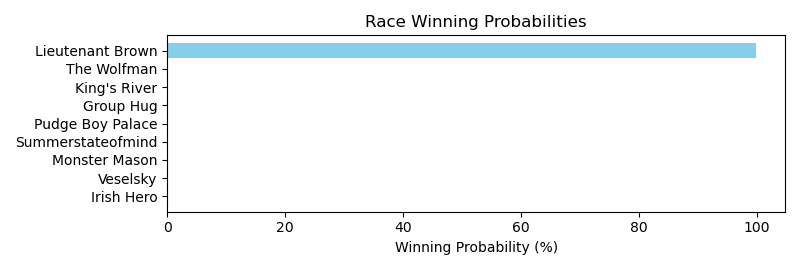 Race Winning Probabilities
Lieutenant Brown
The Wolfman
King's River
Group Hug
Pudge Boy Palace
Summerstateofmind
Monster Mason
Veselsky
Irish Hero
0 20 40 60 80 100
Winning Probability (%)